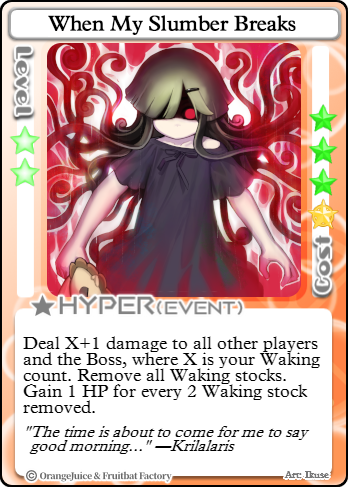 When My Slumber Breaks
Level
Cost
HYPER(EVENT)
Deal X+1 damage to all other players
and the Boss, where X is your Waking
count. Remove all Waking stocks.
Gain 1 HP for every 2 Waking stock
removed.
"The time is about to come for me to say
good morning…" —Krilalaris
© OrangeJuice & Fruitbat Factory
Art: Ikuse